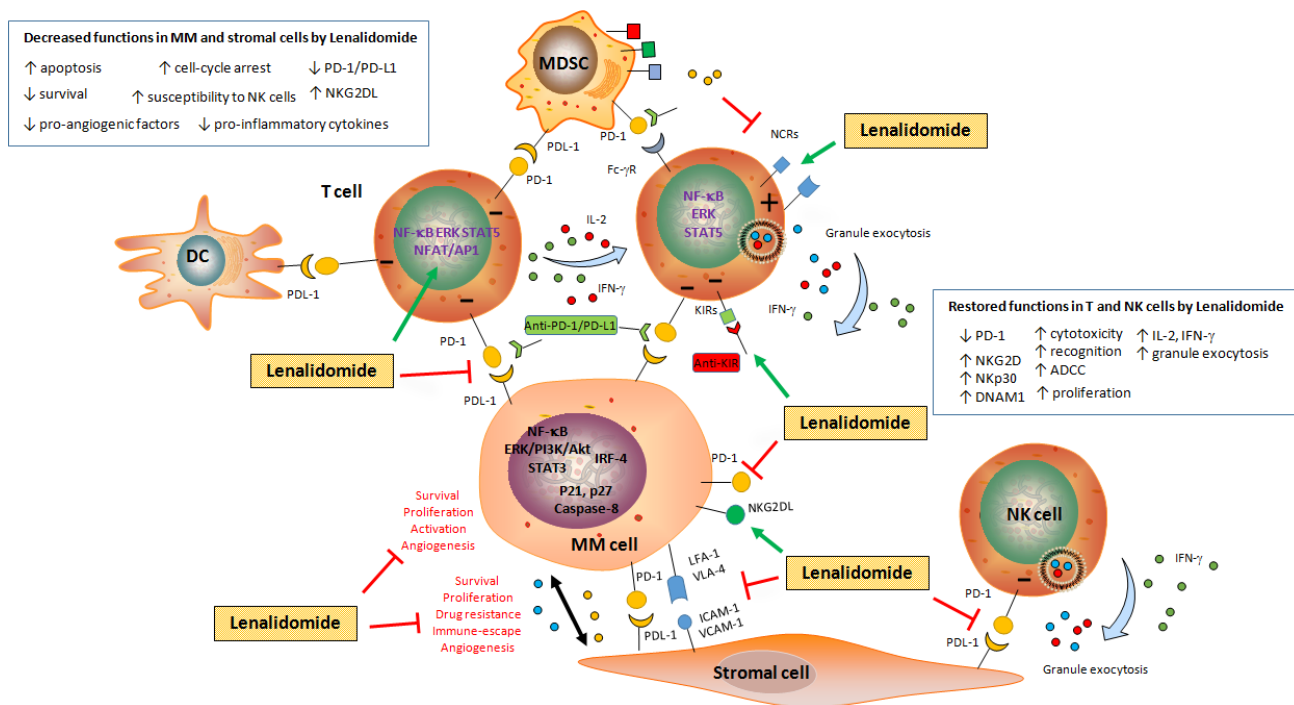 Decreased functions in MM and stromal cells by Lenalidomide
↑ apoptosis ↑ cell-cycle arrest ↓ PD-1/PD-L1
↓ survival ↑ susceptibility to NK cells ↑ NKG2DL
↓ pro-angiogenic factors ↓ pro-inflammatory cytokines
MDSC
PD-1
PDL-1
PD-1
Fc-γR
NCRs
Lenalidomide
T cell
NF-κB ERK STAT5
NFAT/AP1
IL-2
IFN-γ
NF-κB
ERK
STAT5
+
Granule exocytosis
IFN-γ
DC
PDL-1
−
−
−
−
−
KIRs
Anti-PD-1/PD-L1
Anti-KIR
PD-1
PDL-1
Lenalidomide
Restored functions in T and NK cells by Lenalidomide
↓ PD-1 ↑ cytotoxicity ↑ IL-2, IFN-γ
↑ NKG2D ↑ recognition ↑ granule exocytosis
↑ NKp30 ↑ ADCC
↑ DNAM1 ↑ proliferation
Lenalidomide
NF-κB
ERK/PI3K/Akt
STAT3
IRF-4
P21, p27
Caspase-8
MM cell
PD-1
NKG2DL
Survival
Proliferation
Activation
Angiogenesis
Survival
Proliferation
Drug resistance
Immune-escape
Angiogenesis
Lenalidomide
PD-1
PDL-1
LFA-1
VLA-4
ICAM-1
VCAM-1
Lenalidomide
NK cell
−
PD-1
PDL-1
IFN-γ
Granule exocytosis
Stromal cell